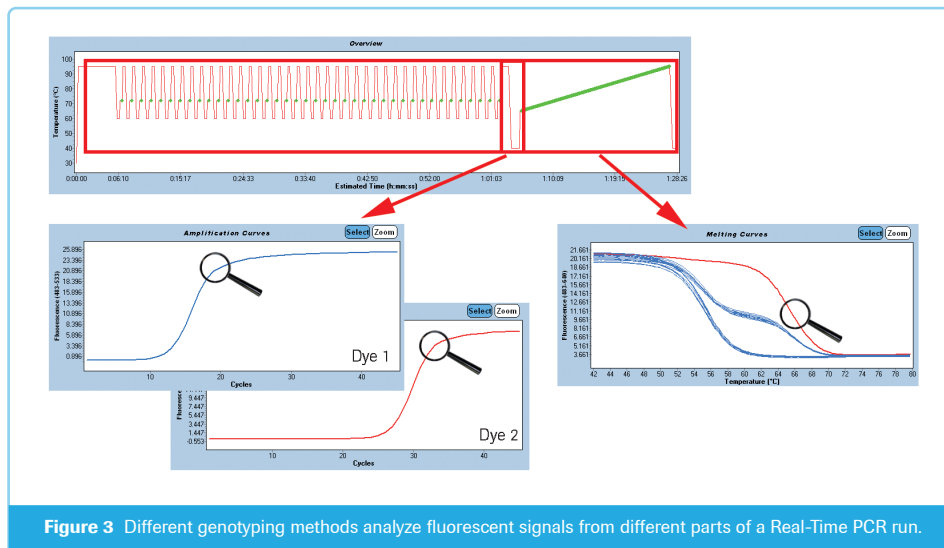 Overview
Temperature (°C)
100
90
80
70
60
50
40
30
0:00:00 0:06:10 0:15:17 0:24:33 0:33:40 0:42:50 0:52:00 1:01:03 1:10:09 1:19:15 1:28:26
Estimated Time (h:mm:ss)
Amplification Curves
Select Zoom
Fluorescence (483-533)
25.896
23.396
20.896
18.396
15.896
13.396
10.896
8.396
5.896
3.396
0.896
10 20 30 40
Cycles
Dye 1
Select Zoom
9.447
7.447
5.447
3.447
1.447
-0.553
10 20 30 40
Cycles
Dye 2
Melting Curves
Select Zoom
Fluorescence (483-640)
21.661
20.161
18.661
17.161
15.661
14.161
12.661
11.161
9.661
8.161
6.661
5.161
3.661
42 44 46 48 50 52 54 56 58 60 62 64 66 68 70 72 74 76 78 80
Temperature (°C)
Figure 3 Different genotyping methods analyze fluorescent signals from different parts of a Real-Time PCR run.